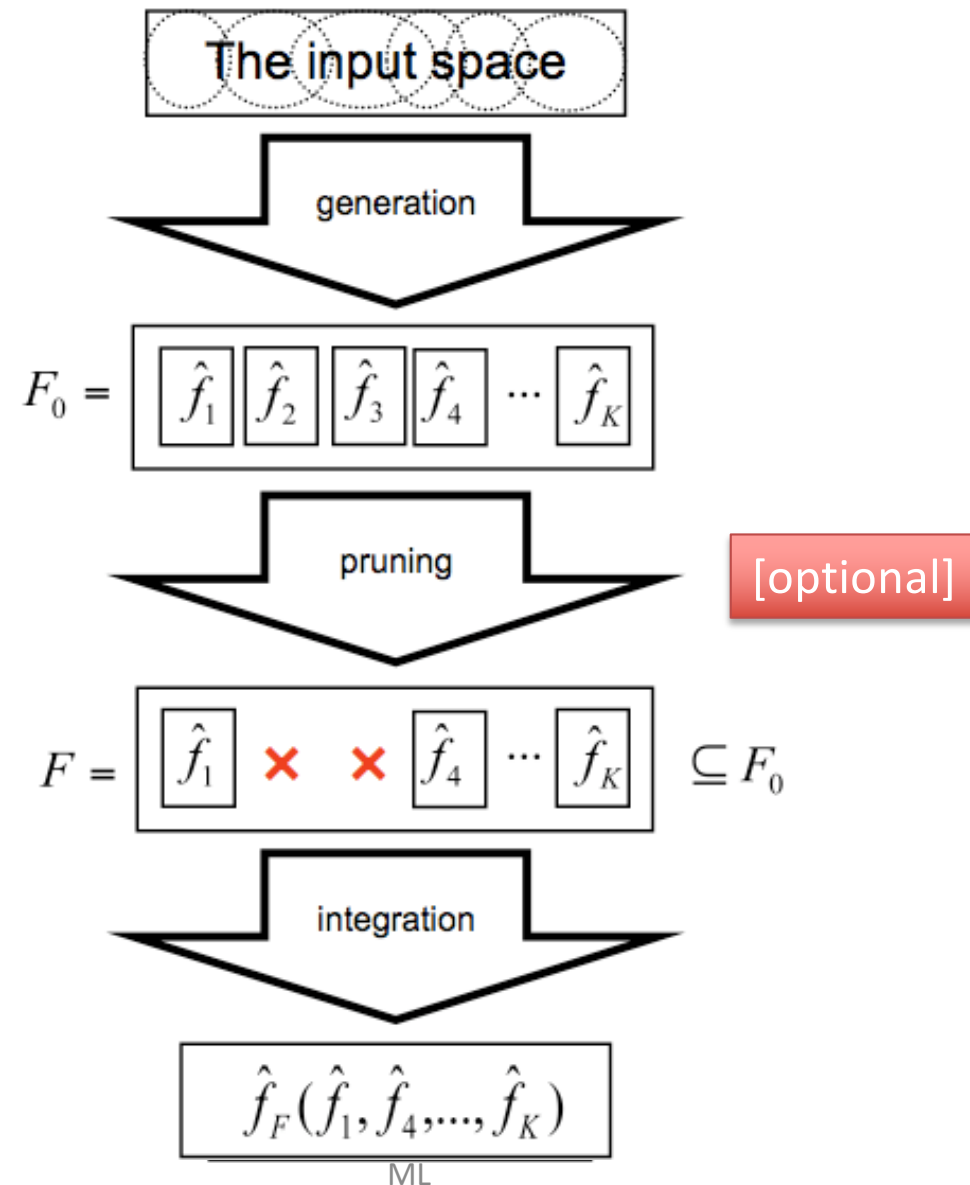 The input space
generation
F₀ = f̂₁ f̂₂ f̂₃ f̂₄ ... f̂_K
pruning
[optional]
F = f̂₁ × × f̂₄ ... f̂_K ⊆ F₀
integration
f̂_F(f̂₁, f̂₄,..., f̂_K)
ML